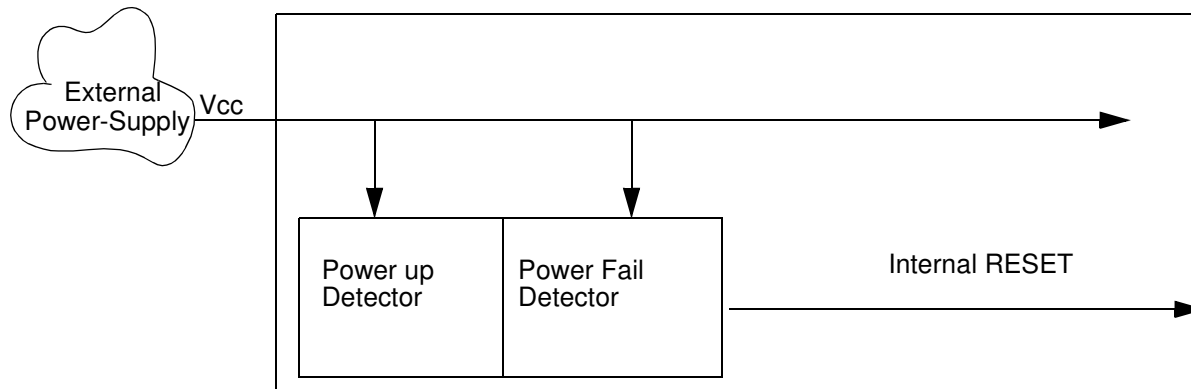 External
Power-Supply
Vcc
Power up
Detector
Power Fail
Detector
Internal RESET